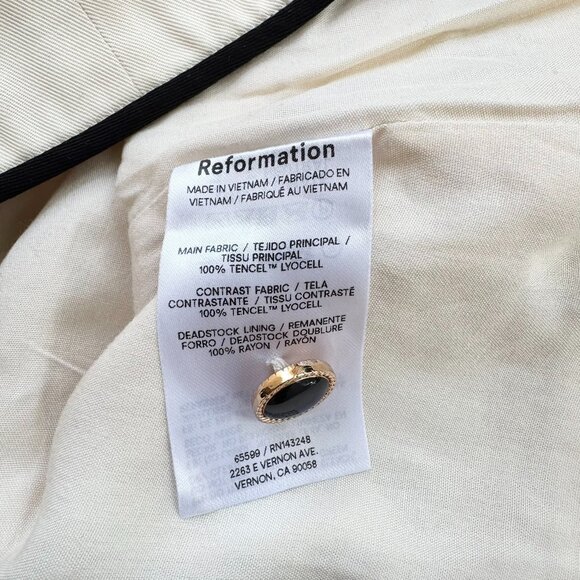 Reformation
MADE IN VIETNAM / FABRICADO EN
VIETNAM / FABRIQUÉ AU VIETNAM
MAIN FABRIC / TEJIDO PRINCIPAL /
TISSU PRINCIPAL
100% TENCEL™ LYOCELL
CONTRAST FABRIC / TELA
CONTRASTANTE / TISSU CONTRASTÉ
100% TENCEL™ LYOCELL
DEADSTOCK LINING / REMANENTE
FORRO / DEADSTOCK DOUBLURE
100% RAYON / RAYÓN
65599 / RN143248
2263 E VERNON AVE.
VERNON, CA 90058